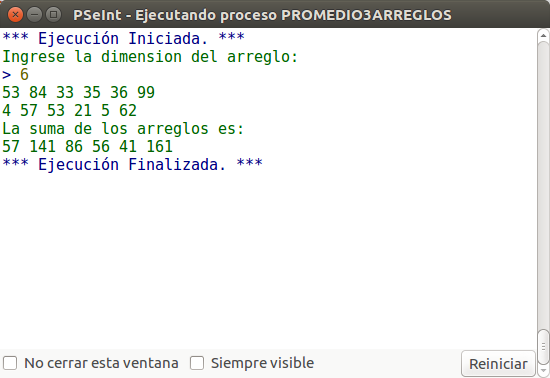 PSeInt - Ejecutando proceso PROMEDIO3ARREGLOS
*** Ejecución Iniciada. ***
Ingrese la dimension del arreglo:
> 6
53 84 33 35 36 99
4 57 53 21 5 62
La suma de los arreglos es:
57 141 86 56 41 161
*** Ejecución Finalizada. ***
No cerrar esta ventana Siempre visible Reiniciar